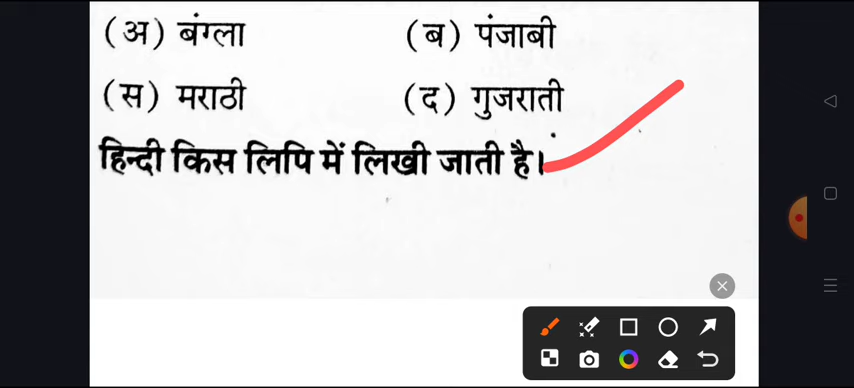 (अ) बंग्ला (ब) पंजाबी
(स) मराठी (द) गुजराती
हिन्दी किस लिपि में लिखी जाती है।